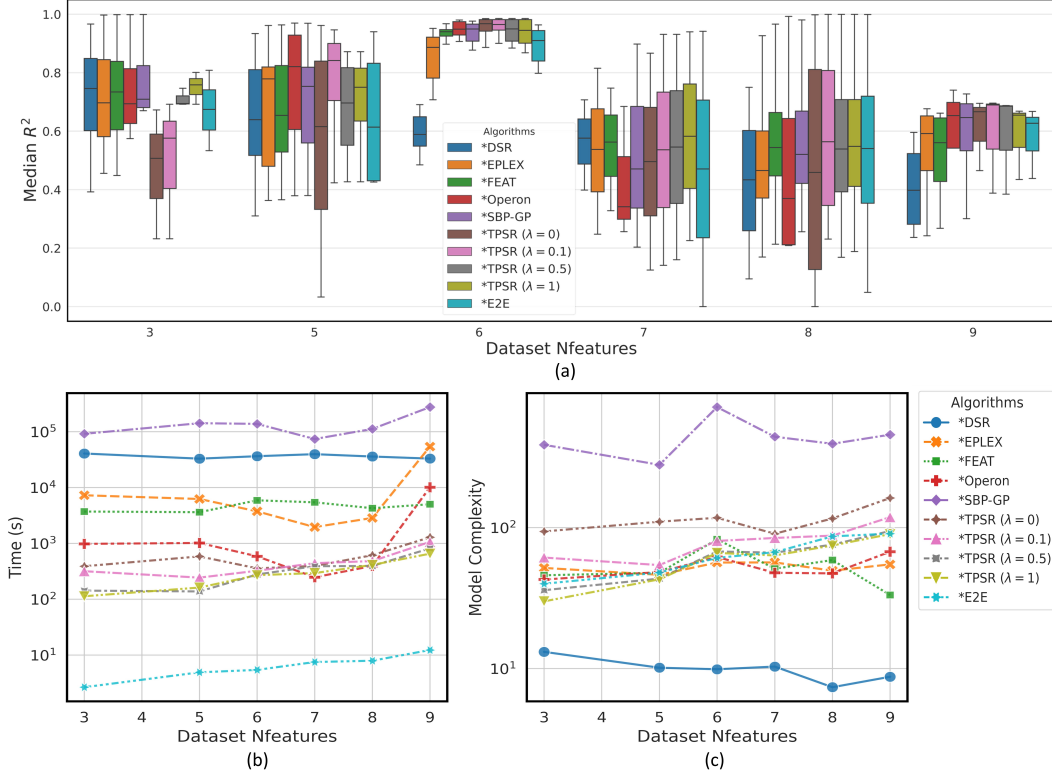 1.0
0.8
0.6
0.4
0.2
0.0
Median R²
3
5
6
7
8
9
Dataset Nfeatures
Algorithms
*DSR
*EPLEX
*FEAT
*Operon
*SBP-GP
*TPSR (λ = 0)
*TPSR (λ = 0.1)
*TPSR (λ = 0.5)
*TPSR (λ = 1)
*E2E
(a)
10⁵
10⁴
10³
10²
10¹
Time (s)
3
4
5
6
7
8
9
Dataset Nfeatures
(b)
10²
10¹
Model Complexity
3
4
5
6
7
8
9
Dataset Nfeatures
(c)
Algorithms
*DSR
*EPLEX
*FEAT
*Operon
*SBP-GP
*TPSR (λ = 0)
*TPSR (λ = 0.1)
*TPSR (λ = 0.5)
*TPSR (λ = 1)
*E2E